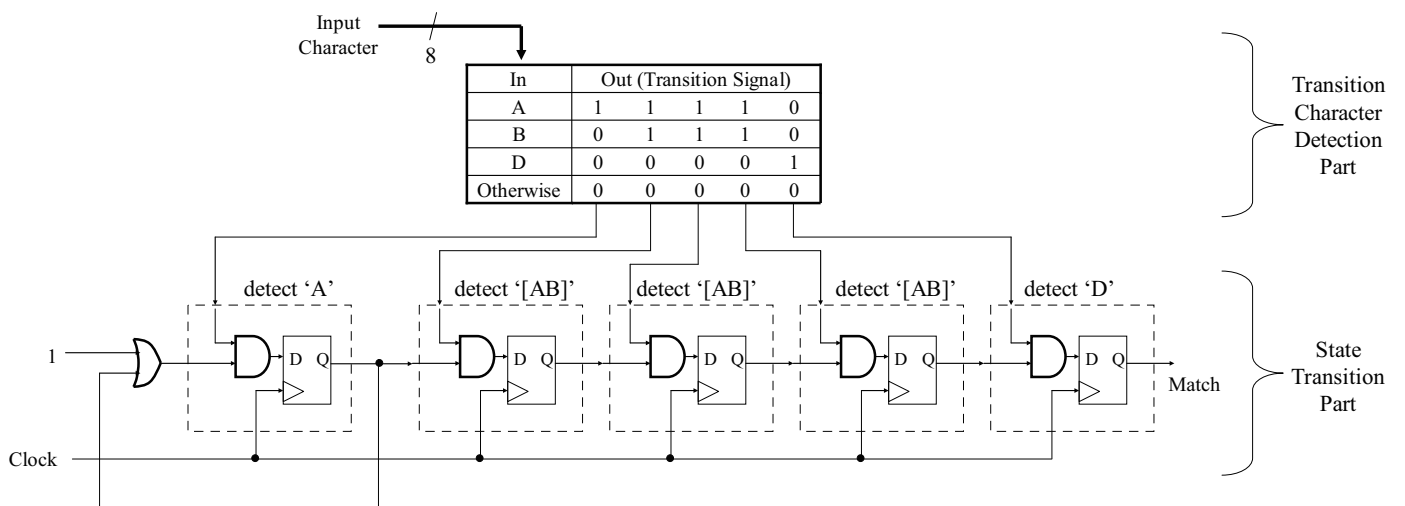 Input
Character
8
In Out (Transition Signal)
A 1 1 1 1 0
B 0 1 1 1 0
D 0 0 0 0 1
Otherwise 0 0 0 0 0
Transition
Character
Detection
Part
detect ‘A’ detect ‘[AB]’ detect ‘[AB]’ detect ‘[AB]’ detect ‘D’
1 D Q D Q D Q D Q D Q
Match
State
Transition
Part
Clock